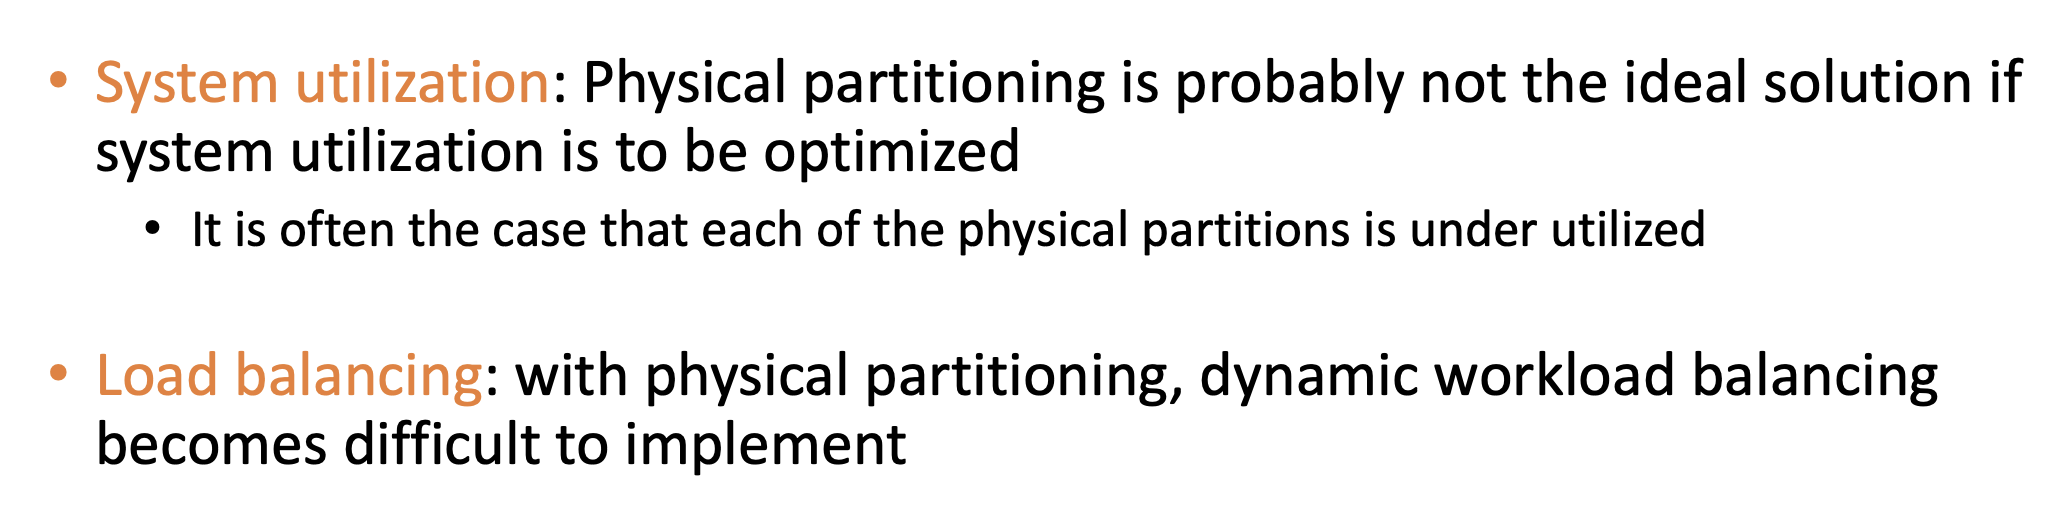 • System utilization: Physical partitioning is probably not the ideal solution if
system utilization is to be optimized
• It is often the case that each of the physical partitions is under utilized
• Load balancing: with physical partitioning, dynamic workload balancing
becomes difficult to implement